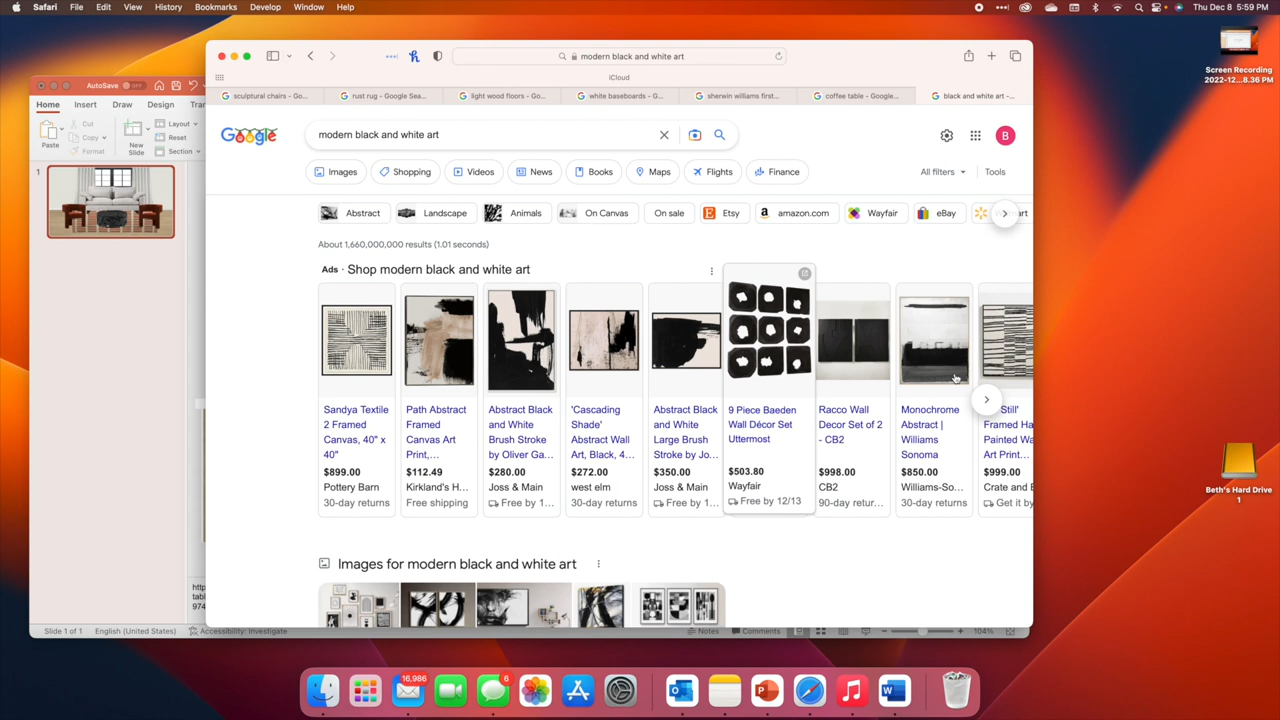 Safari File Edit View History Bookmarks Develop Window Help
Thu Dec 8 5:59 PM
Screen Recording
2022-12...8.36 PM
modern black and white art
iCloud
sculptural chairs - Go...
rust rug - Google Sea...
light wood floors - Go...
white baseboards - G...
sherwin williams first...
coffee table - Google...
black and white art -...
AutoSave OFF
Home Insert Draw Design
Paste
Cut
Copy
Format
New
Slide
Layout
Reset
Section
1
Google
modern black and white art
B
Images Shopping Videos News Books Maps Flights Finance
All filters Tools
Abstract Landscape Animals On Canvas On sale Etsy amazon.com Wayfair eBay
About 1,660,000,000 results (1.01 seconds)
Ads · Shop modern black and white art
Sandya Textile
2 Framed
Canvas, 40" x
40"
$899.00
Pottery Barn
30-day returns
Path Abstract
Framed
Canvas Art
Print,...
$112.49
Kirkland's H...
Free shipping
Abstract Black
and White
Brush Stroke
by Oliver Ga...
$280.00
Joss & Main
Free by 1...
'Cascading
Shade'
Abstract Wall
Art, Black, 4...
$272.00
west elm
30-day returns
Abstract Black
and White
Large Brush
Stroke by Jo...
$350.00
Joss & Main
Free by 1...
9 Piece Baeden
Wall Décor Set
Uttermost
$503.80
Wayfair
Free by 12/13
Racco Wall
Decor Set of 2
- CB2
$998.00
CB2
90-day retur...
Monochrome
Abstract |
Williams
Sonoma
$850.00
Williams-So...
30-day returns
Still'
Framed Ha
Painted Wa
Art Print...
$999.00
Crate and B
Get it by
Images for modern black and white art
Beth's Hard Drive
1
Slide 1 of 1
English (United States)
Accessibility: Investigate
Notes
Comments
104%
16,986
6